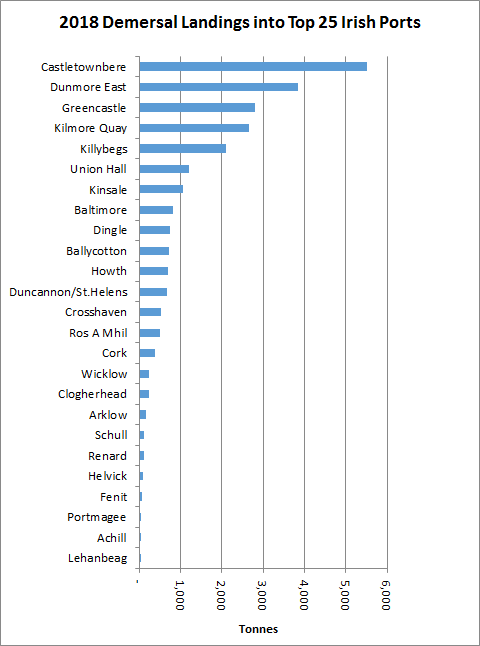 2018 Demersal Landings into Top 25 Irish Ports
Castletownbere
Dunmore East
Greencastle
Kilmore Quay
Killybegs
Union Hall
Kinsale
Baltimore
Dingle
Ballycotton
Howth
Duncannon/St.Helens
Crosshaven
Ros A Mhil
Cork
Wicklow
Clogherhead
Arklow
Schull
Renard
Helvick
Fenit
Portmagee
Achill
Lehanbeag
-
1,000
2,000
3,000
4,000
5,000
6,000
Tonnes